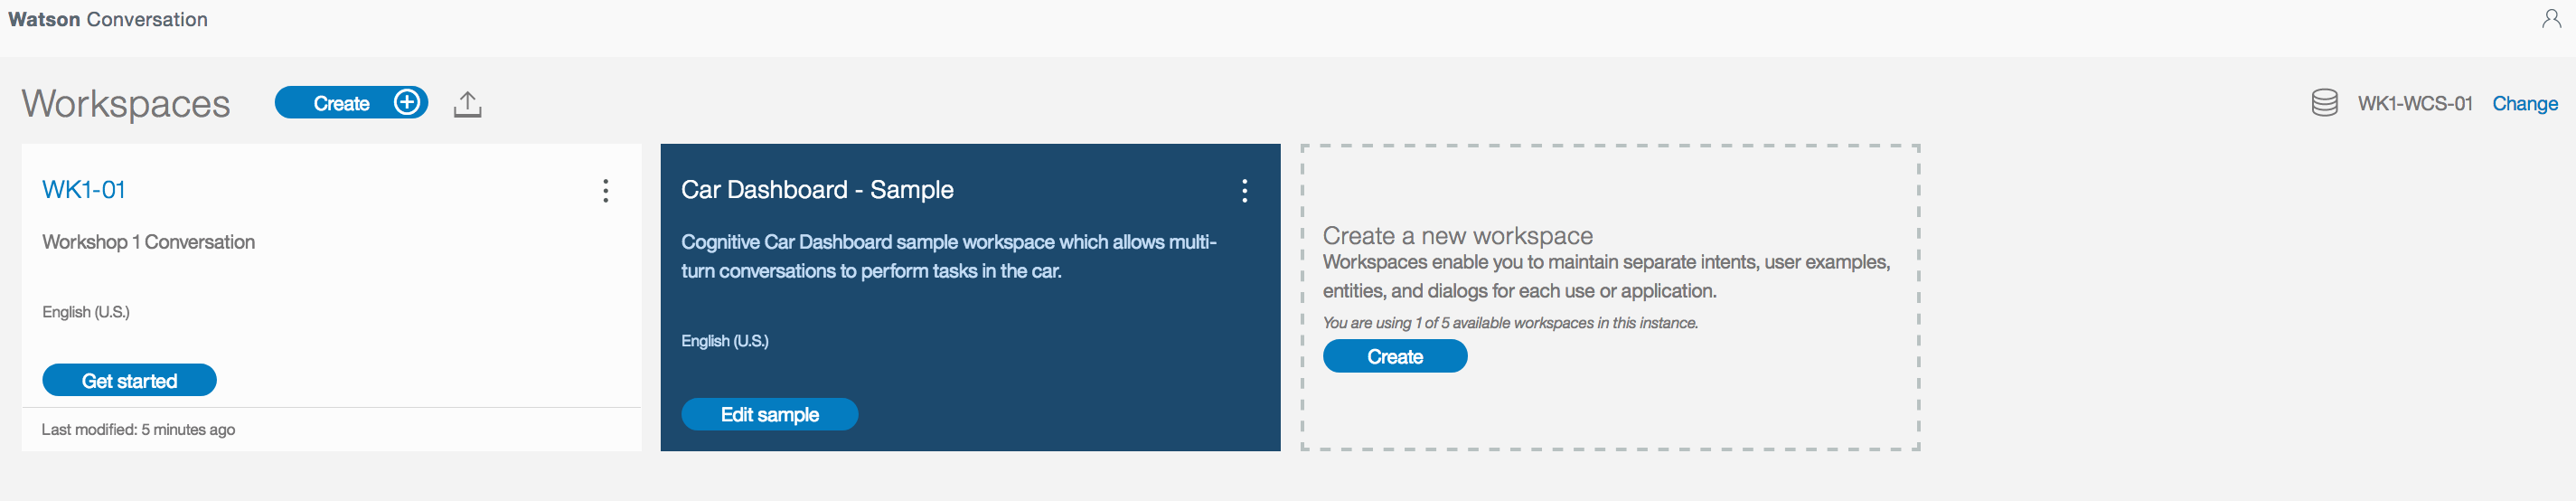 Watson Conversation
Workspaces
Create
WK1-WCS-01 Change
WK1-01
Workshop 1 Conversation
English (U.S.)
Get started
Last modified: 5 minutes ago
Car Dashboard - Sample
Cognitive Car Dashboard sample workspace which allows multi-
turn conversations to perform tasks in the car.
English (U.S.)
Edit sample
Create a new workspace
Workspaces enable you to maintain separate intents, user examples,
entities, and dialogs for each use or application.
You are using 1 of 5 available workspaces in this instance.
Create